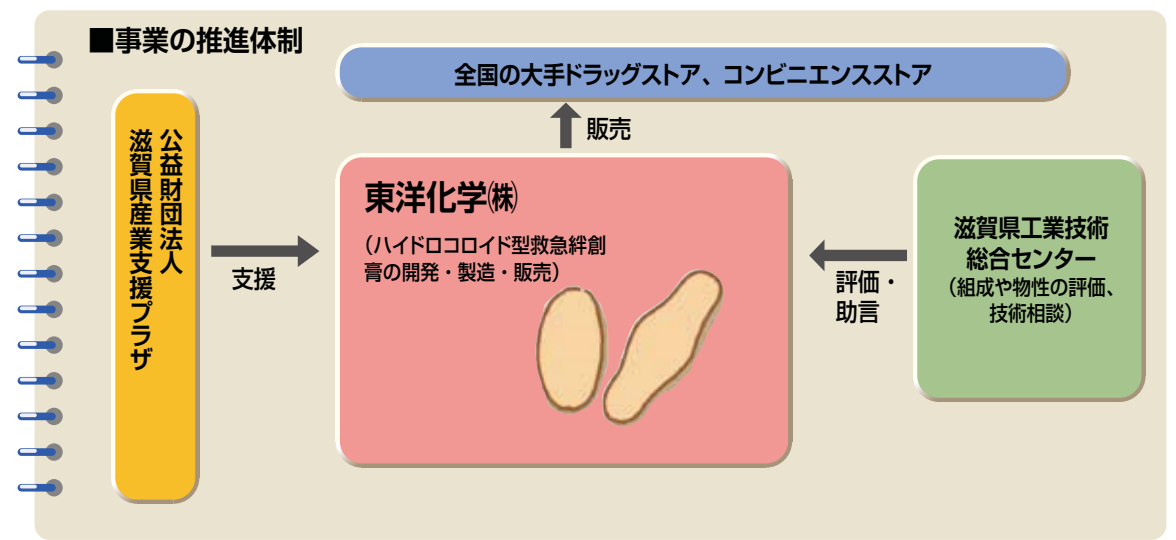 ■事業の推進体制
全国の大手ドラッグストア、コンビニエンスストア
販売
公益財団法人
滋賀県産業支援プラザ
支援
東洋化学㈱
（ハイドロコロイド型救急絆創
膏の開発・製造・販売）
評価・
助言
滋賀県工業技術
総合センター
（組成や物性の評価、
技術相談）